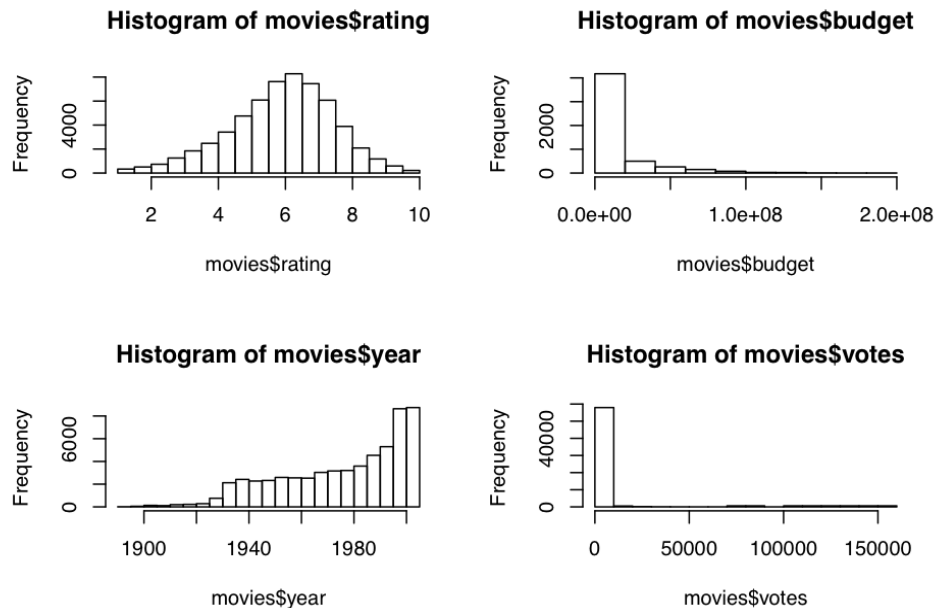 Histogram of movies$rating
Frequency
0
4000
2
4
6
8
10
movies$rating
Histogram of movies$budget
Frequency
0
2000
0.0e+00
1.0e+08
2.0e+08
movies$budget
Histogram of movies$year
Frequency
0
6000
1900
1940
1980
movies$year
Histogram of movies$votes
Frequency
0
40000
0
50000
100000
150000
movies$votes